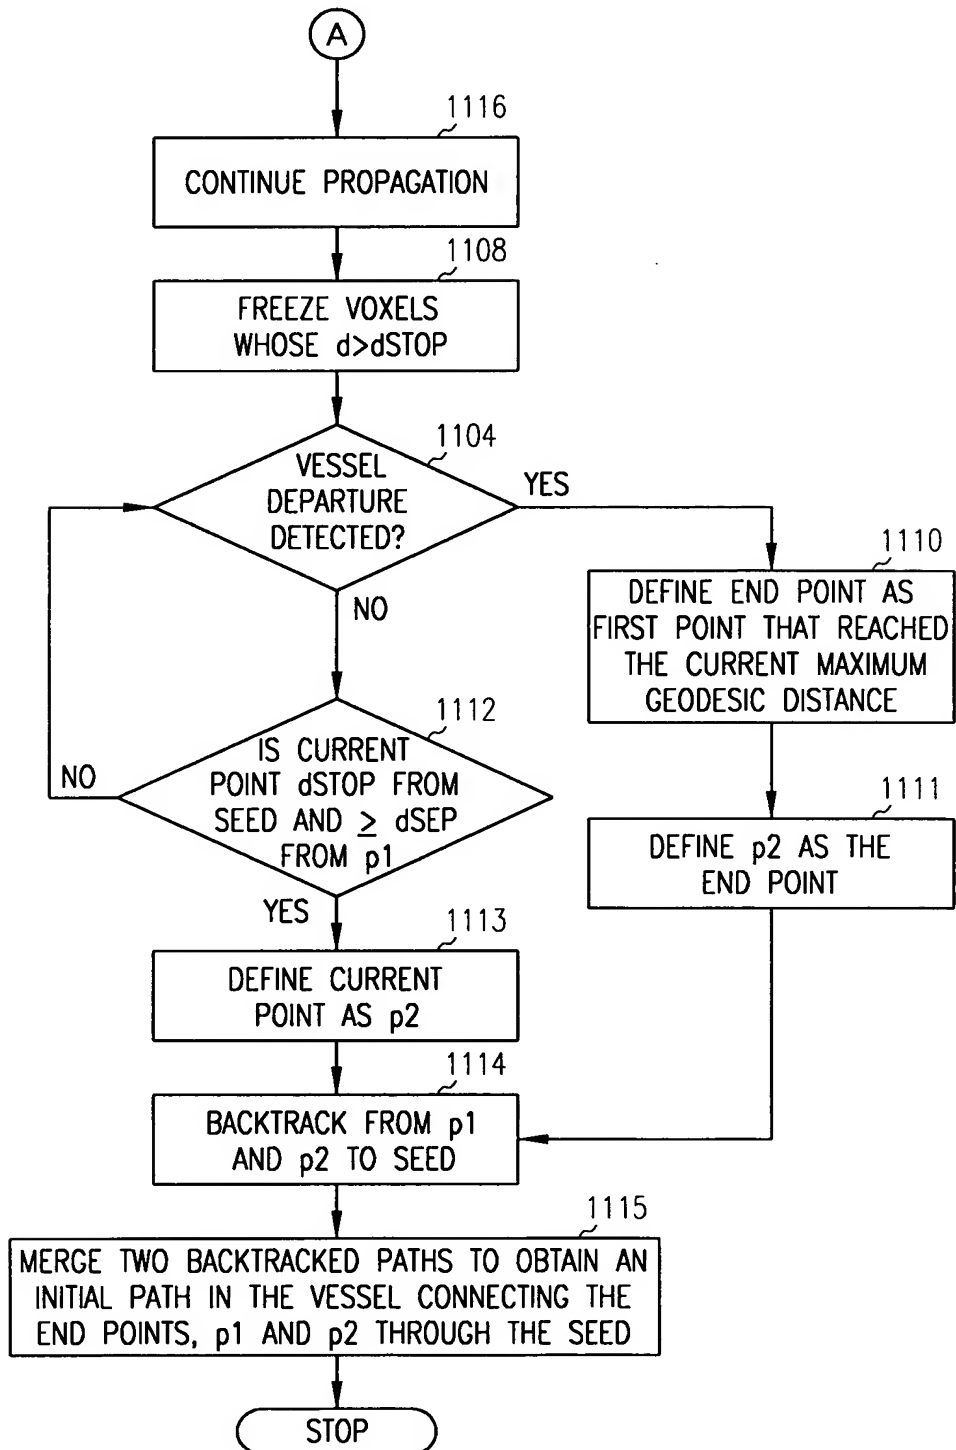 A
1116
CONTINUE PROPAGATION
1108
FREEZE VOXELS
WHOSE d>dSTOP
1104
VESSEL
DEPARTURE
DETECTED?
YES
NO
1110
DEFINE END POINT AS
FIRST POINT THAT REACHED
THE CURRENT MAXIMUM
GEODESIC DISTANCE
1112
IS CURRENT
POINT dSTOP FROM
SEED AND ≥ dSEP
FROM p1
NO
YES
1111
DEFINE p2 AS THE
END POINT
1113
DEFINE CURRENT
POINT AS p2
1114
BACKTRACK FROM p1
AND p2 TO SEED
1115
MERGE TWO BACKTRACKED PATHS TO OBTAIN AN
INITIAL PATH IN THE VESSEL CONNECTING THE
END POINTS, p1 AND p2 THROUGH THE SEED
STOP